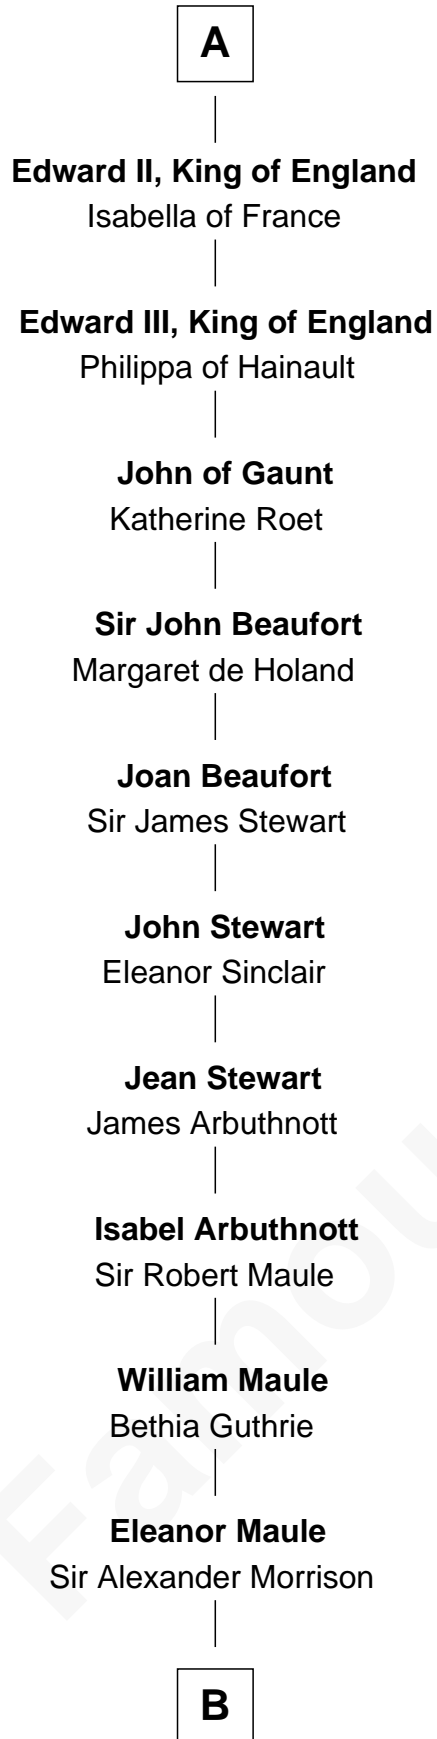 A
Edward II, King of England
Isabella of France
Edward III, King of England
Philippa of Hainault
John of Gaunt
Katherine Roet
Sir John Beaufort
Margaret de Holand
Joan Beaufort
Sir James Stewart
John Stewart
Eleanor Sinclair
Jean Stewart
James Arbuthnott
Isabel Arbuthnott
Sir Robert Maule
William Maule
Bethia Guthrie
Eleanor Maule
Sir Alexander Morrison
B